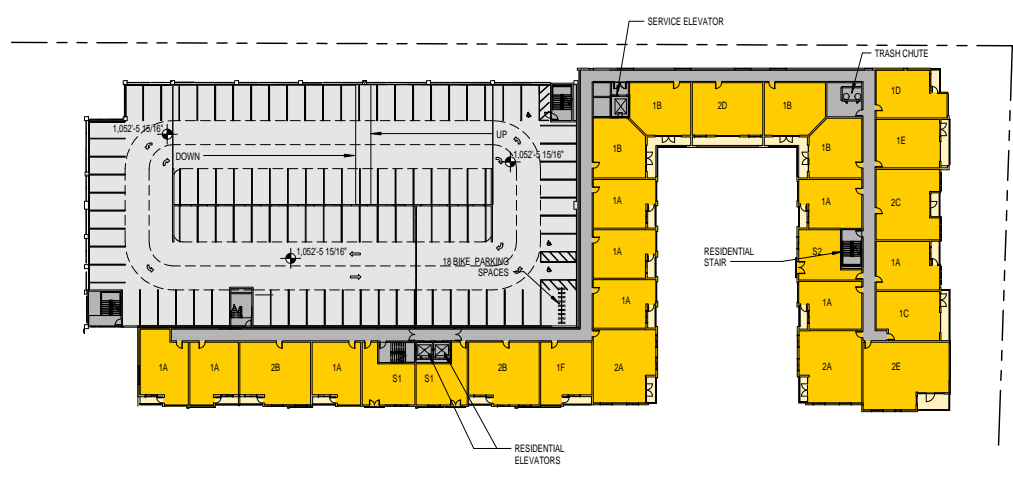 SERVICE ELEVATOR
TRASH CHUTE
1D
1B
2D
1B
1,052'-5 15/16"
UP
1E
DOWN
1,052'-5 15/16"
1B
1B
1A
1A
2C
1,052'-5 15/16"
18 BIKE PARKING
SPACES
1A
RESIDENTIAL
STAIR
S2
1A
1A
1A
1C
1A
1A
2B
1A
S1
S1
2B
1F
2A
2A
2E
RESIDENTIAL
ELEVATORS